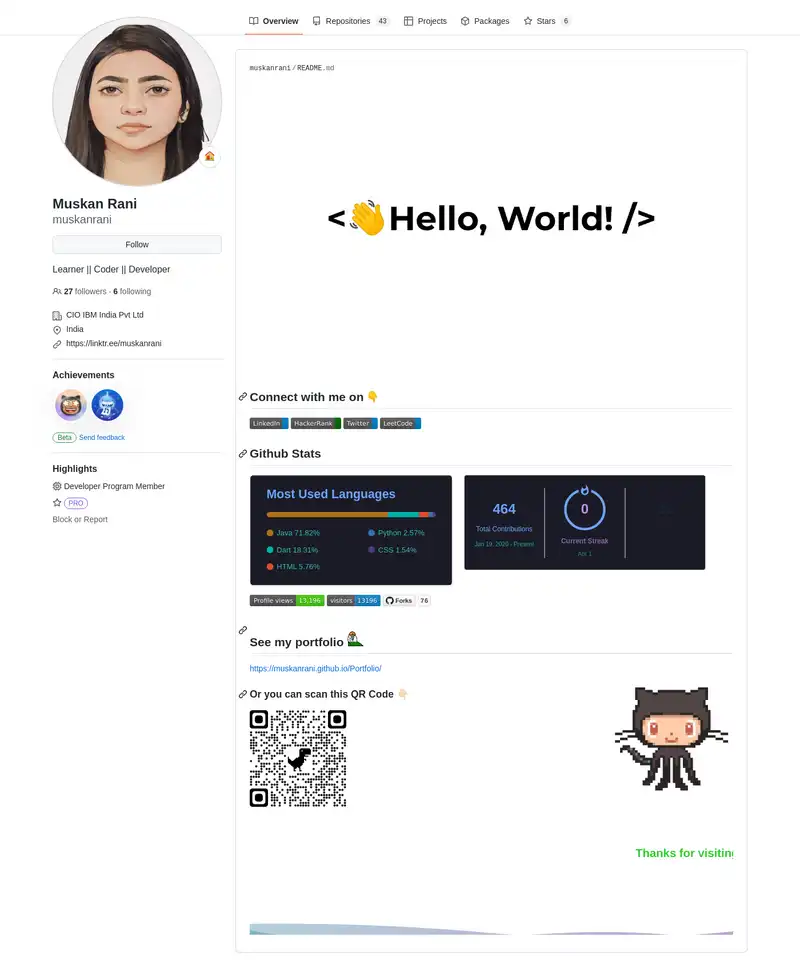 Overview Repositories 43 Projects Packages Stars 6
muskanrani/README.md
<👋Hello, World! />
Muskan Rani
muskanrani
Follow
Learner || Coder || Developer
27 followers · 6 following
CIO IBM India Pvt Ltd
India
https://linktr.ee/muskanrani
Achievements
Beta Send feedback
Highlights
Developer Program Member
PRO
Block or Report
Connect with me on 👇
LinkedIn HackerRank Twitter LeetCode
Github Stats
Most Used Languages
Java 71.82% Python 2.57%
Dart 18.31% CSS 1.54%
HTML 5.76%
464
Total Contributions
Jan 19, 2020 - Present
0
Current Streak
Apr 1
Profile views 13,196 visitors 13196 Forks 76
See my portfolio
https://muskanrani.github.io/Portfolio/
Or you can scan this QR Code 👇🏻
Thanks for visiting